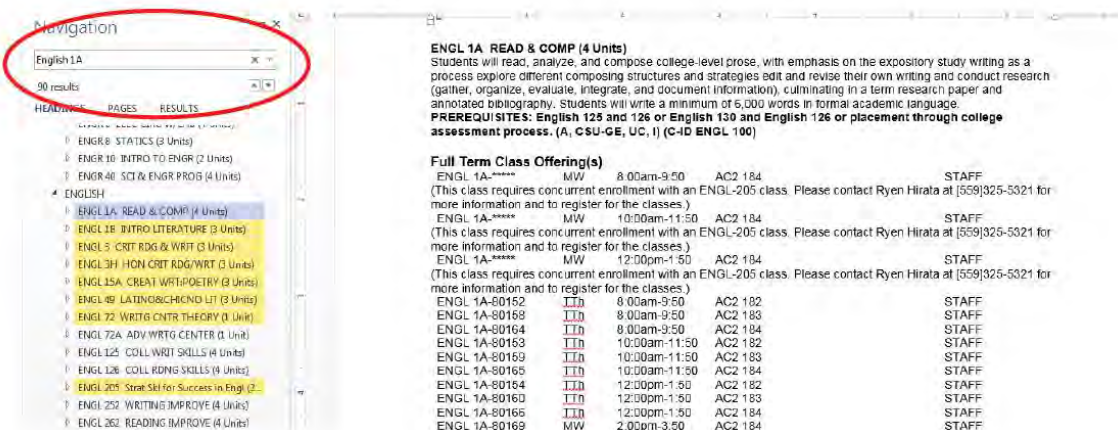 Navigation
English 1A
90 results
HEADINGS PAGES RESULTS
ENGR 8 STATICS (3 Units)
ENGR 10 INTRO TO ENGR (2 Units)
ENGR 40 SCI & ENGR PROG (4 Units)
ENGLISH
ENGL 1A READ & COMP (4 Units)
ENGL 1B INTRO LITERATURE (3 Units)
ENGL 3 CRIT RDG & WRIT (3 Units)
ENGL 3H HON CRIT RDG/WRT (3 Units)
ENGL 15A CREAT WRT:POETRY (3 Units)
ENGL 49 LATINO&CHICNO LIT (3 Units)
ENGL 72 WRITG CNTR THEORY (1 Unit)
ENGL 72A ADV WRTG CENTER (1 Unit)
ENGL 125 COLL WRIT SKILLS (4 Units)
ENGL 126 COLL RDNG SKILLS (4 Units)
ENGL 205 Strat Skl for Success in Engl (2...
ENGL 252 WRITING IMPROVE (4 Units)
ENGL 262 READING IMPROVE (4 Units)
ENGL 1A READ & COMP (4 Units)
Students will read, analyze, and compose college-level prose, with emphasis on the expository study writing as a
process explore different composing structures and strategies edit and revise their own writing and conduct research
(gather, organize, evaluate, integrate, and document information), culminating in a term research paper and
annotated bibliography. Students will write a minimum of 6,000 words in formal academic language.
PREREQUISITES: English 125 and 126 or English 130 and English 126 or placement through college
assessment process. (A, CSU-GE, UC, I) (C-ID ENGL 100)
Full Term Class Offering(s)
ENGL 1A-***** MW 8:00am-9:50 AC2 184 STAFF
(This class requires concurrent enrollment with an ENGL-205 class. Please contact Ryen Hirata at [559]325-5321 for
more information and to register for the classes.)
ENGL 1A-***** MW 10:00am-11:50 AC2 184 STAFF
(This class requires concurrent enrollment with an ENGL-205 class. Please contact Ryen Hirata at [559]325-5321 for
more information and to register for the classes.)
ENGL 1A-***** MW 12:00pm-1:50 AC2 184 STAFF
(This class requires concurrent enrollment with an ENGL-205 class. Please contact Ryen Hirata at [559]325-5321 for
more information and to register for the classes.)
ENGL 1A-80152 TTh 8:00am-9:50 AC2 182 STAFF
ENGL 1A-80158 TTh 8:00am-9:50 AC2 183 STAFF
ENGL 1A-80164 TTh 8:00am-9:50 AC2 184 STAFF
ENGL 1A-80153 TTh 10:00am-11:50 AC2 182 STAFF
ENGL 1A-80159 TTh 10:00am-11:50 AC2 183 STAFF
ENGL 1A-80165 TTh 10:00am-11:50 AC2 184 STAFF
ENGL 1A-80154 TTh 12:00pm-1:50 AC2 182 STAFF
ENGL 1A-80160 TTh 12:00pm-1:50 AC2 183 STAFF
ENGL 1A-80166 TTh 12:00pm-1:50 AC2 184 STAFF
ENGL 1A-80169 MW 2:00pm-3:50 AC2 184 STAFF